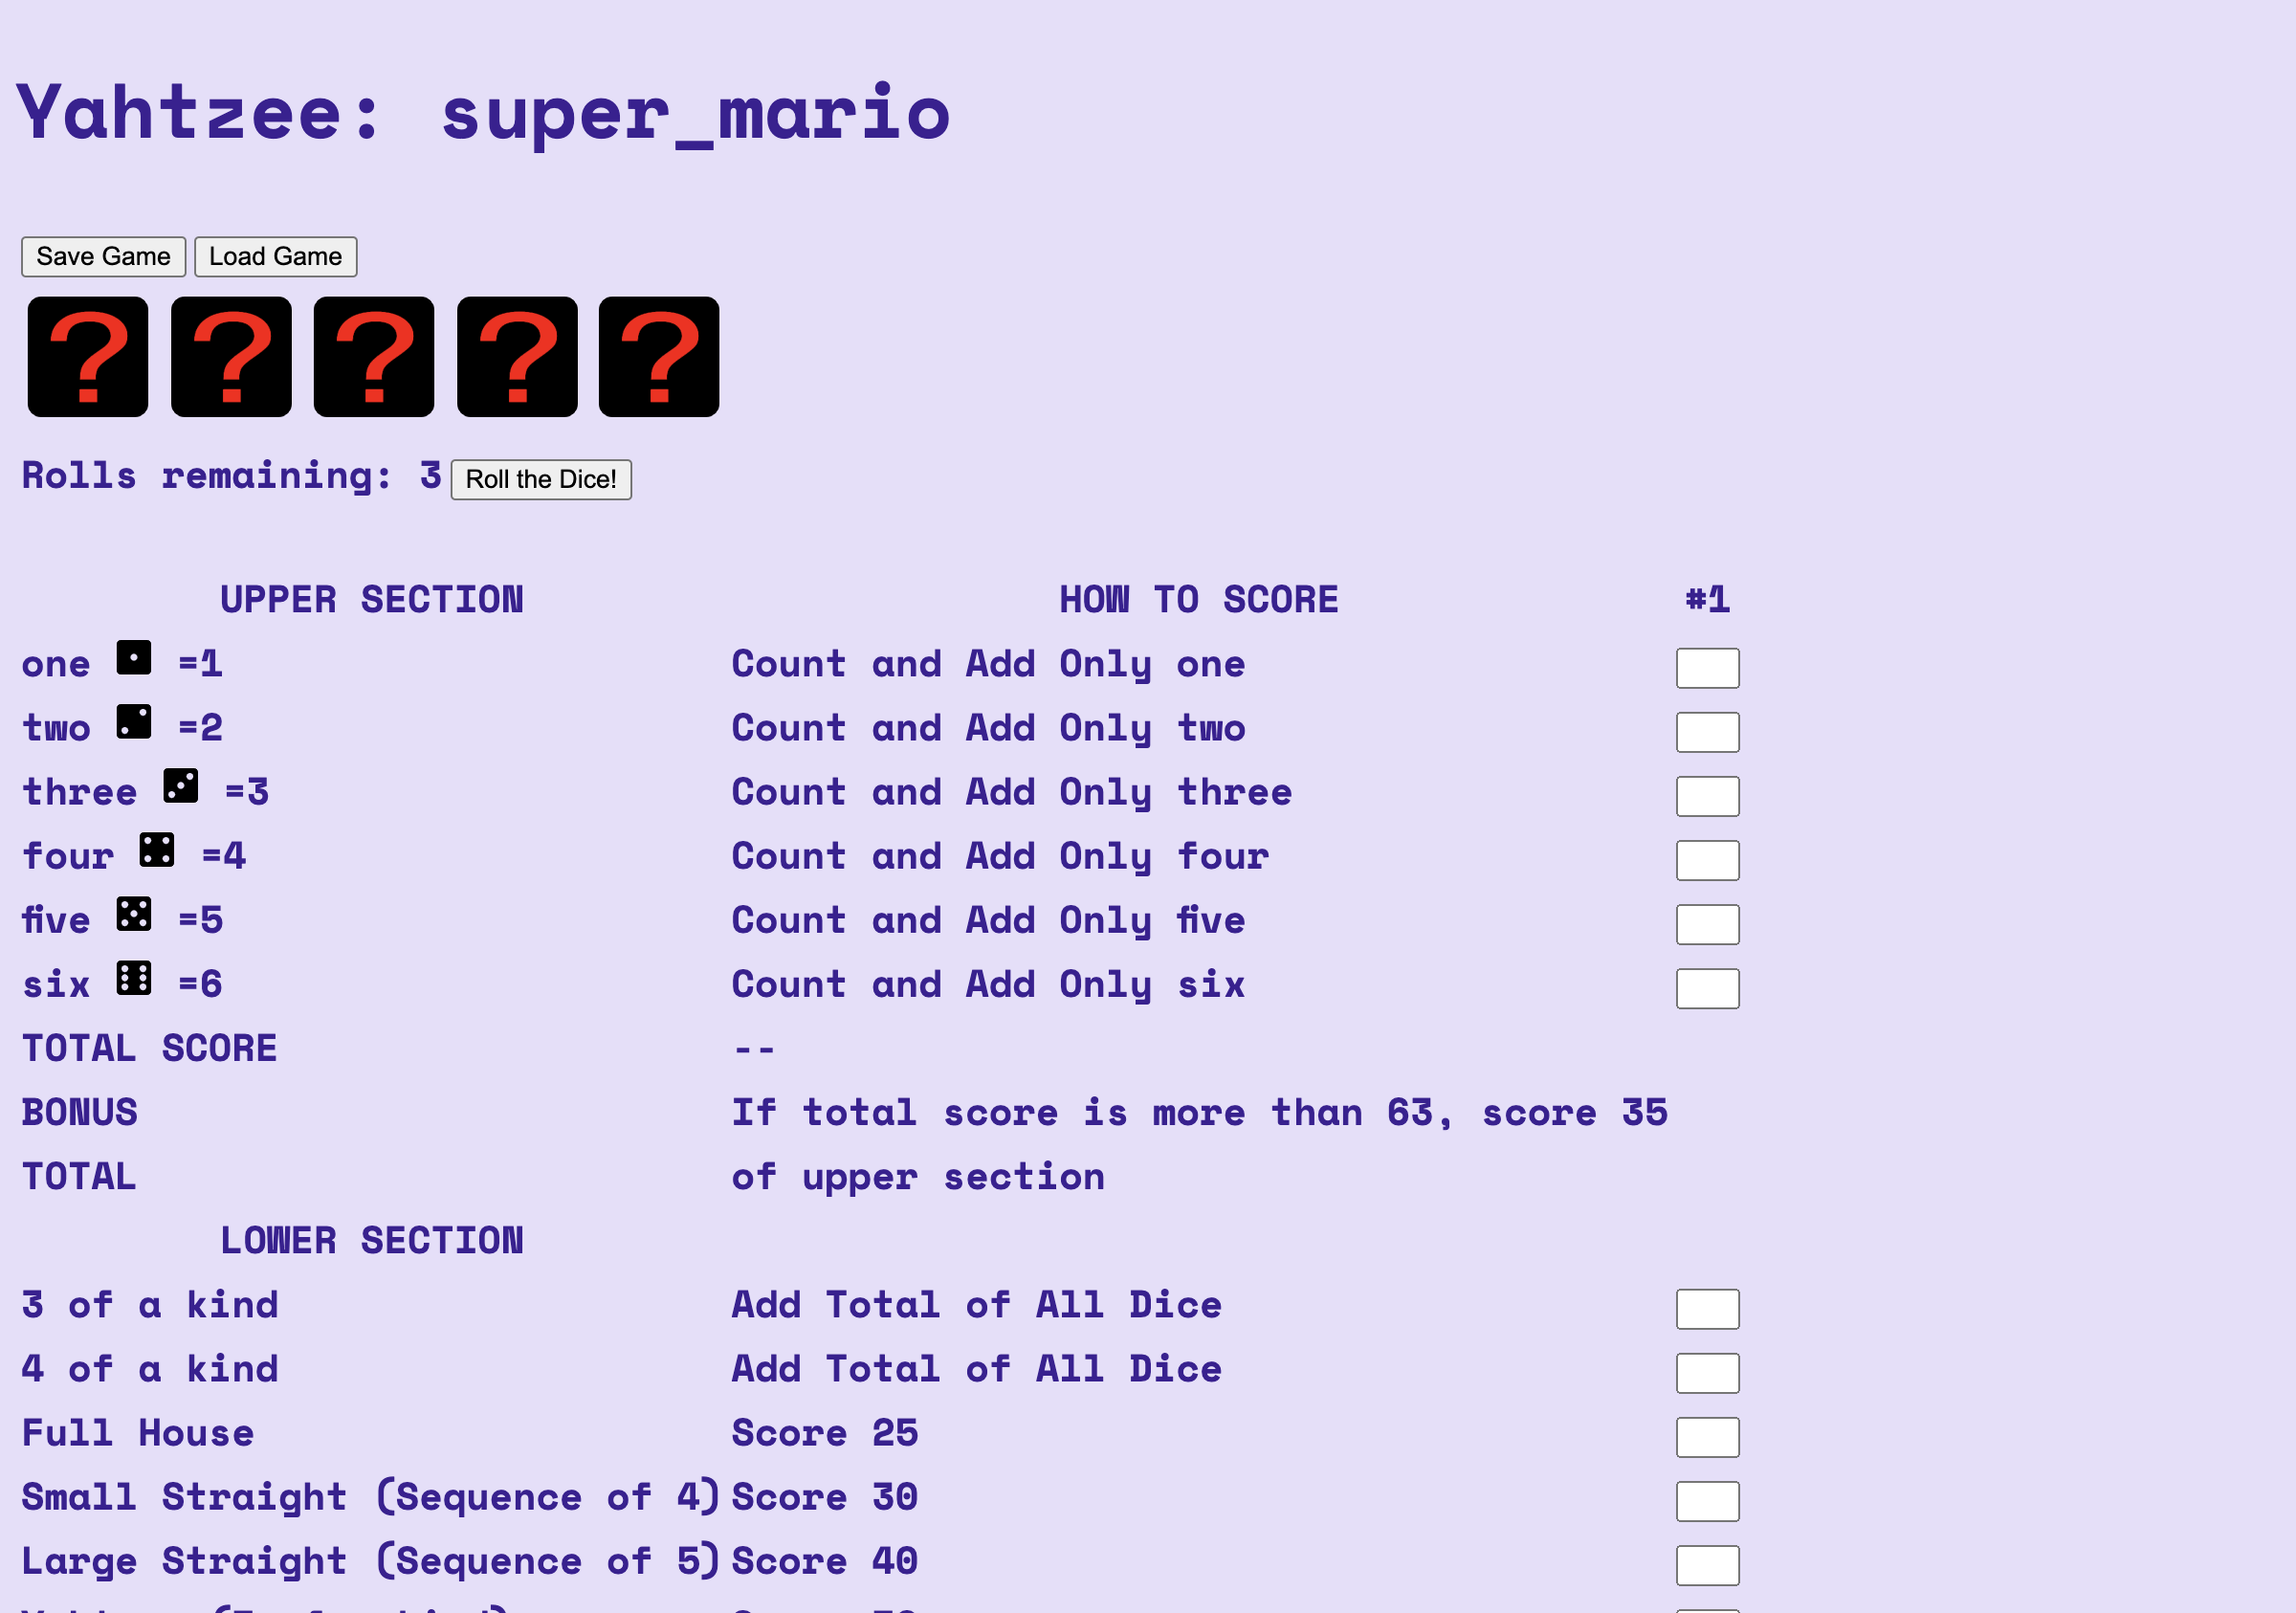 Yahtzee: super_mario
Save Game Load Game
? ? ? ? ?
Rolls remaining: 3 Roll the Dice!
UPPER SECTION HOW TO SCORE #1
one =1 Count and Add Only one
two =2 Count and Add Only two
three =3 Count and Add Only three
four =4 Count and Add Only four
five =5 Count and Add Only five
six =6 Count and Add Only six
TOTAL SCORE --
BONUS If total score is more than 63, score 35
TOTAL of upper section
LOWER SECTION
3 of a kind Add Total of All Dice
4 of a kind Add Total of All Dice
Full House Score 25
Small Straight (Sequence of 4) Score 30
Large Straight (Sequence of 5) Score 40